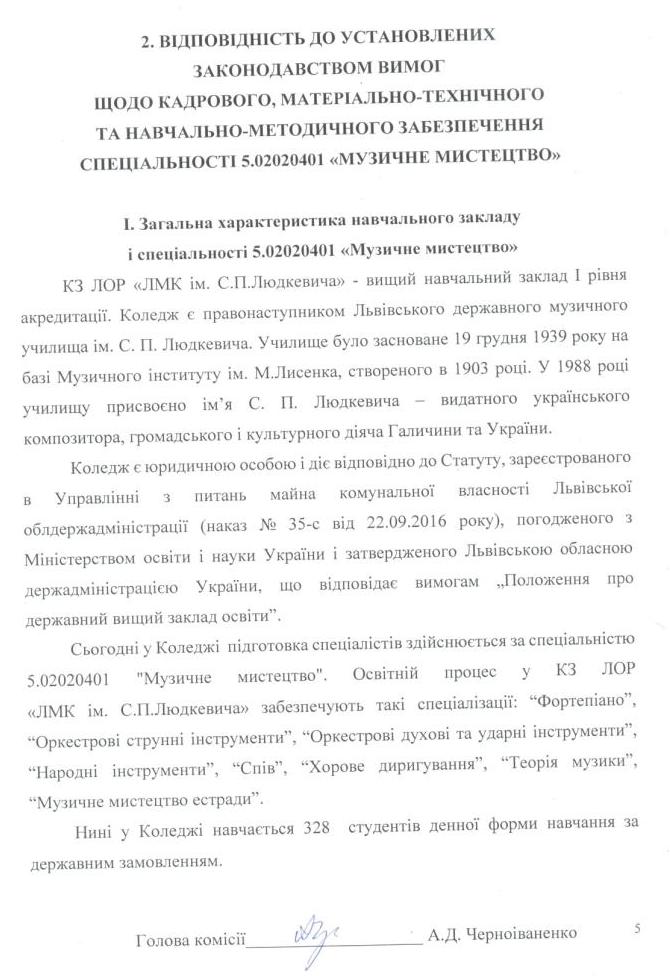 2. ВІДПОВІДНІСТЬ ДО УСТАНОВЛЕНИХ
ЗАКОНОДАВСТВОМ ВИМОГ
ЩОДО КАДРОВОГО, МАТЕРІАЛЬНО-ТЕХНІЧНОГО
ТА НАВЧАЛЬНО-МЕТОДИЧНОГО ЗАБЕЗПЕЧЕННЯ
СПЕЦІАЛЬНОСТІ 5.02020401 «МУЗИЧНЕ МИСТЕЦТВО»
І. Загальна характеристика навчального закладу
і спеціальності 5.02020401 «Музичне мистецтво»
КЗ ЛОР «ЛМК ім. С.П.Людкевича» - вищий навчальний заклад І рівня
акредитації. Коледж є правонаступником Львівського державного музичного
училища ім. С. П. Людкевича. Училище було засноване 19 грудня 1939 року на
базі Музичного інституту ім. М.Лисенка, створеного в 1903 році. У 1988 році
училищу присвоєно ім’я С. П. Людкевича – видатного українського
композитора, громадського і культурного діяча Галичини та України.
Коледж є юридичною особою і діє відповідно до Статуту, зареєстрованого
в Управлінні з питань майна комунальної власності Львівської
облдержадміністрації (наказ № 35-с від 22.09.2016 року), погодженого з
Міністерством освіти і науки України і затвердженого Львівською обласною
держадміністрацією України, що відповідає вимогам „Положення про
державний вищий заклад освіти”.
Сьогодні у Коледжі підготовка спеціалістів здійснюється за спеціальністю
5.02020401 "Музичне мистецтво". Освітній процес у КЗ ЛОР
«ЛМК ім. С.П.Людкевича» забезпечують такі спеціалізації: “Фортепіано”,
“Оркестрові струнні інструменти”, “Оркестрові духові та ударні інструменти”,
“Народні інструменти”, “Спів”, “Хорове диригування”, “Теорія музики”,
“Музичне мистецтво естради”.
Нині у Коледжі навчається 328 студентів денної форми навчання за
державним замовленням.
Голова комісії____________________ А.Д. Черноіваненко
5